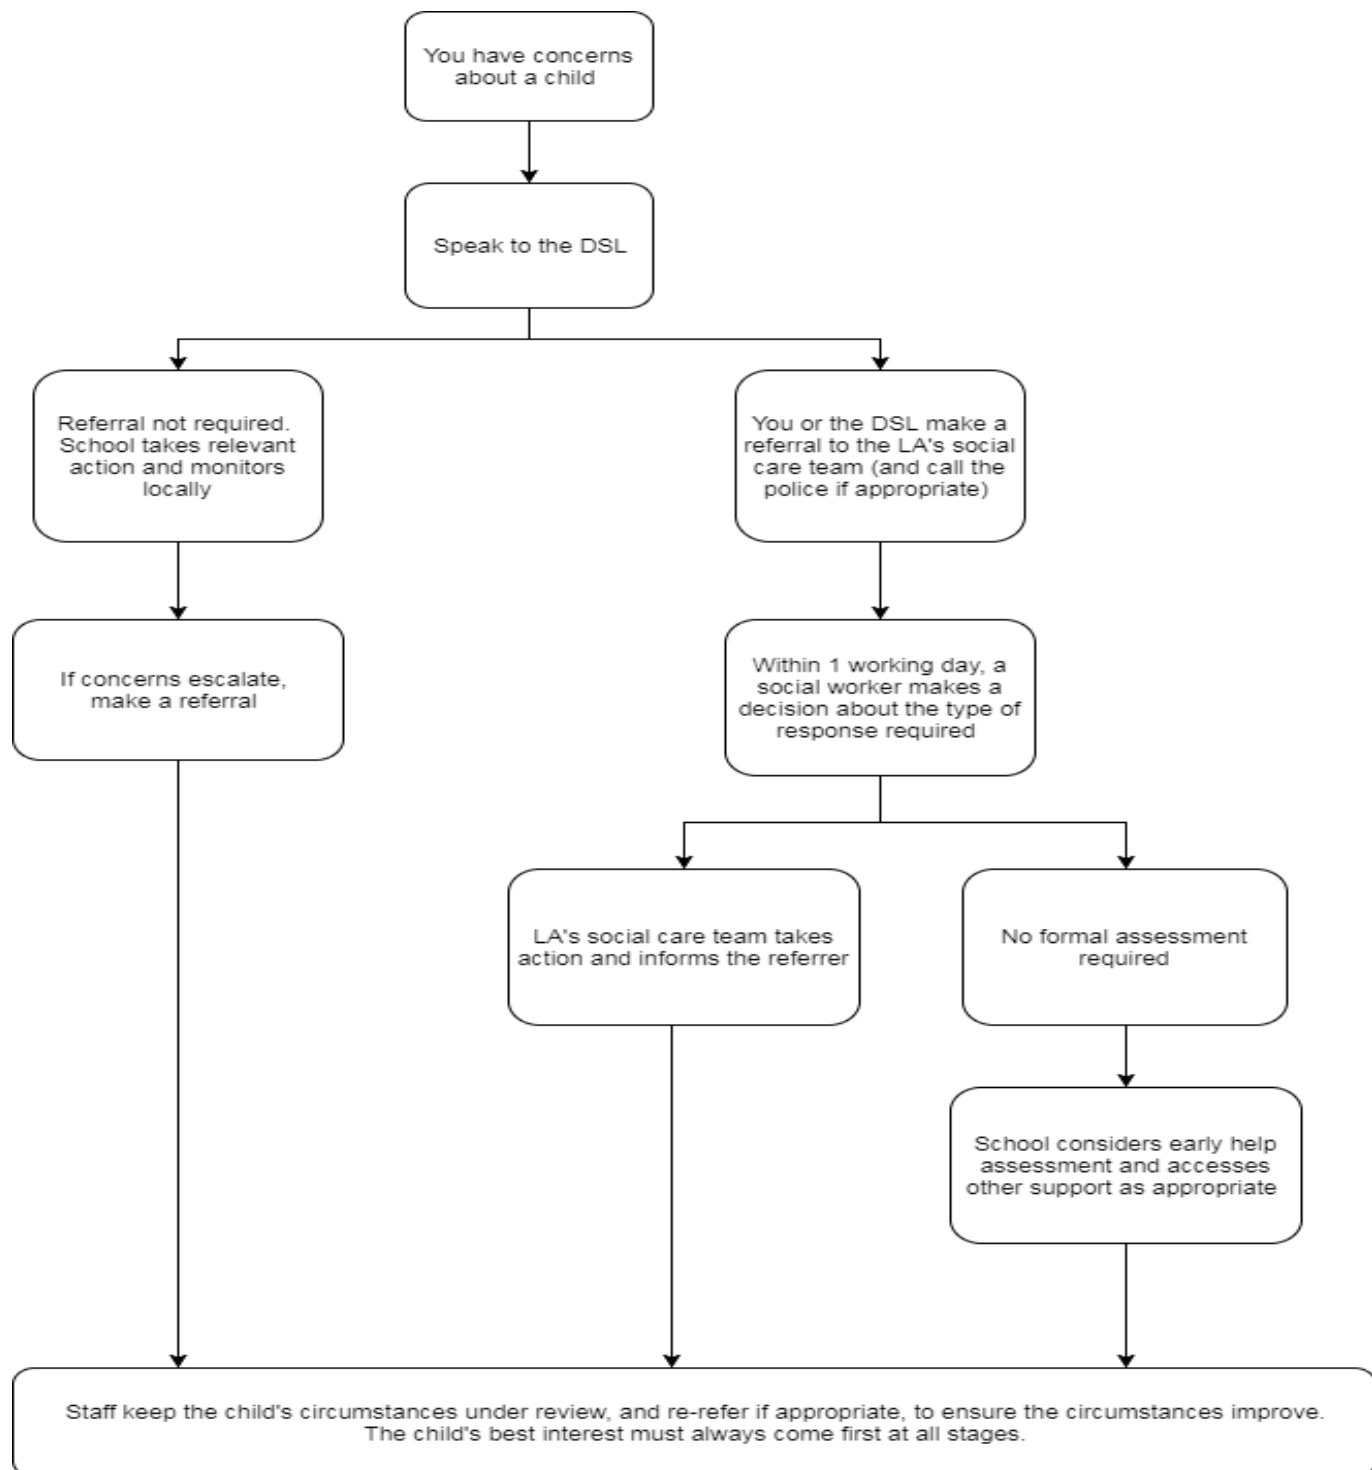 You have concerns
about a child
Speak to the DSL
Referral not required.
School takes relevant
action and monitors
locally
You or the DSL make a
referral to the LA's social
care team (and call the
police if appropriate)
If concerns escalate,
make a referral
Within 1 working day, a
social worker makes a
decision about the type of
response required
LA's social care team takes
action and informs the referrer
No formal assessment
required
School considers early help
assessment and accesses
other support as appropriate
Staff keep the child's circumstances under review, and re-refer if appropriate, to ensure the circumstances improve.
The child's best interest must always come first at all stages.